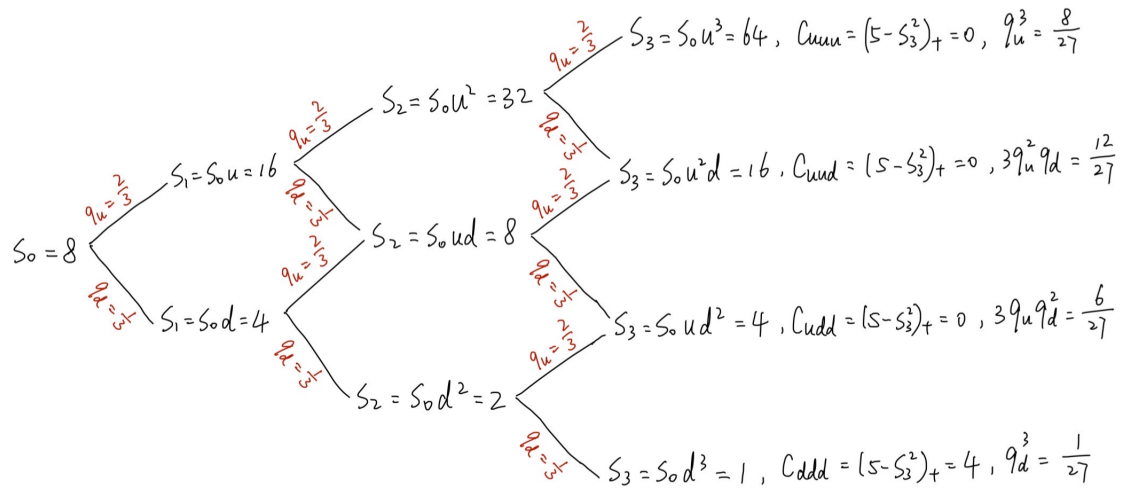 S₀ = 8
q_u = 2/3
q_d = 1/3
S₁ = S₀u = 16
S₁ = S₀d = 4
q_u = 2/3
q_d = 1/3
q_u = 2/3
q_d = 1/3
S₂ = S₀u² = 32
S₂ = S₀ud = 8
S₂ = S₀d² = 2
q_u = 2/3
q_d = 1/3
q_u = 2/3
q_d = 1/3
q_u = 2/3
q_d = 1/3
S₃ = S₀u³ = 64, C_uuu = (5-S₃²)₊ = 0, q_u³ = 8/27
S₃ = S₀u²d = 16, C_uud = (5-S₃²)₊ = 0, 3q_u²q_d = 12/27
S₃ = S₀ud² = 4, C_udd = (5-S₃²)₊ = 0, 3q_uq_d² = 6/27
S₃ = S₀d³ = 1, C_ddd = (5-S₃²)₊ = 4, q_d³ = 1/27